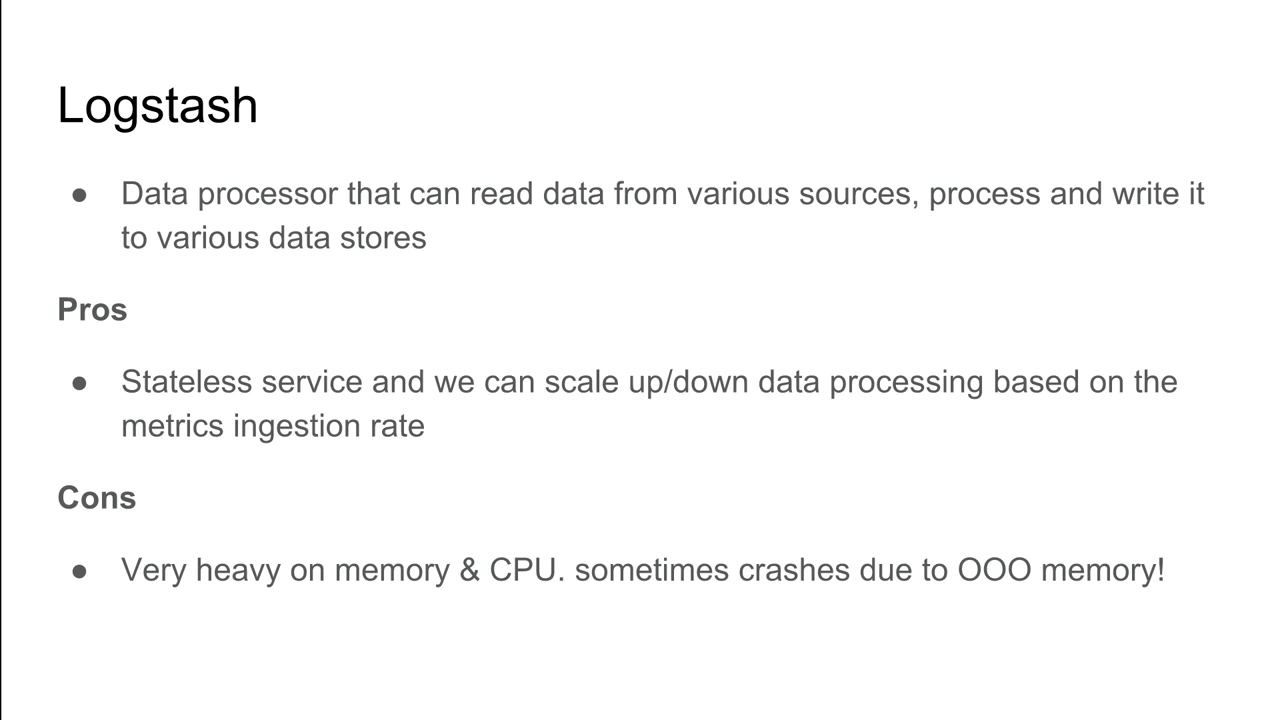 Logstash
● Data processor that can read data from various sources, process and write it
to various data stores
Pros
● Stateless service and we can scale up/down data processing based on the
metrics ingestion rate
Cons
● Very heavy on memory & CPU. sometimes crashes due to OOO memory!